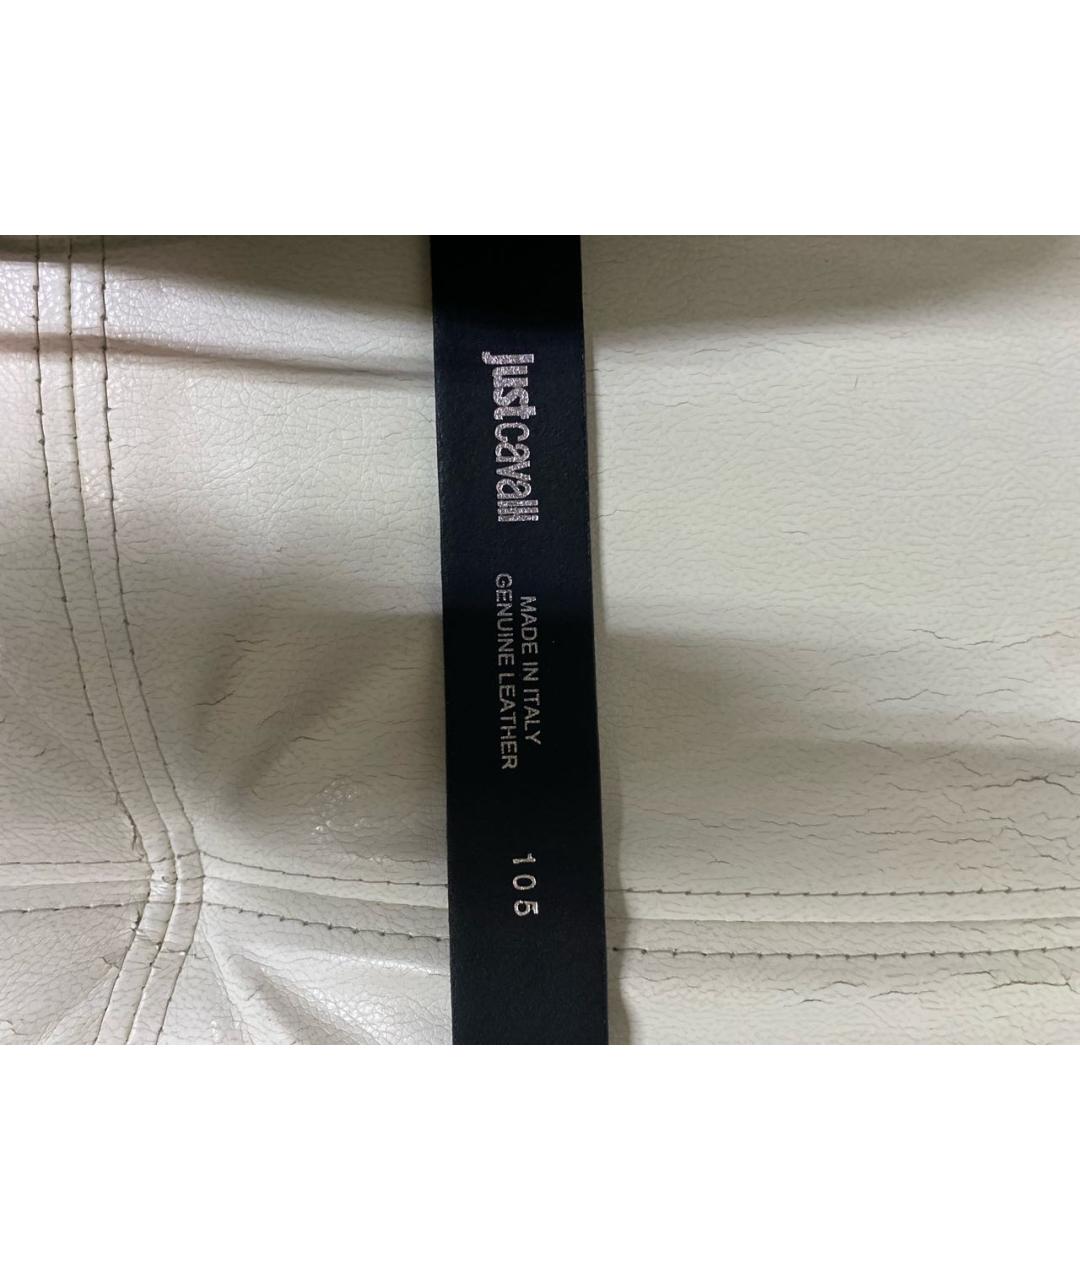 just cavalli
MADE IN ITALY
GENUINE LEATHER
105